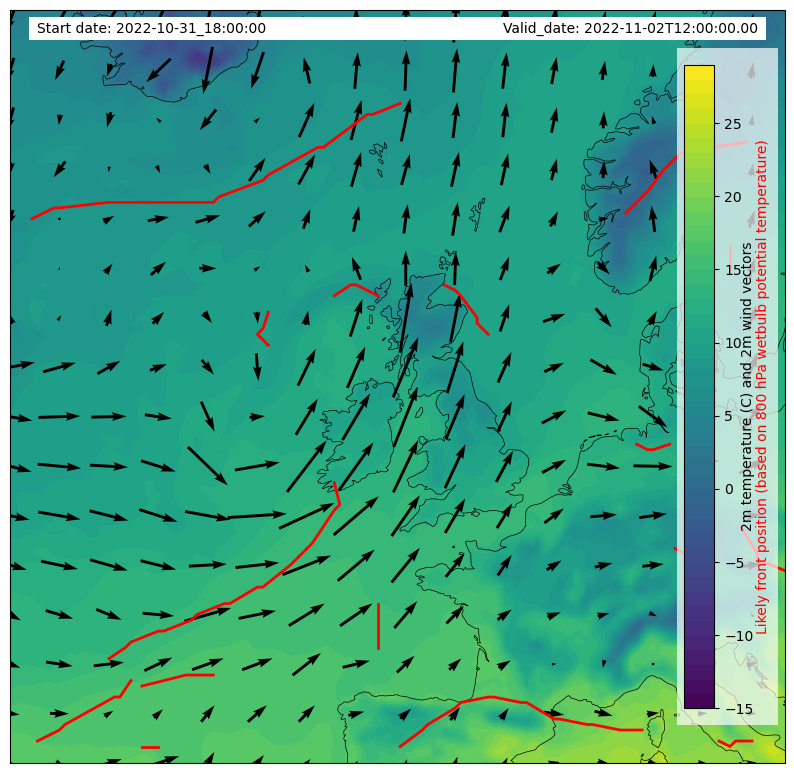 Start date: 2022-10-31_18:00:00
Valid_date: 2022-11-02T12:00:00.00
25
20
15
10
5
0
−5
−10
−15
2m temperature (C) and 2m wind vectors
Likely front position (based on 800 hPa wetbulb potential temperature)